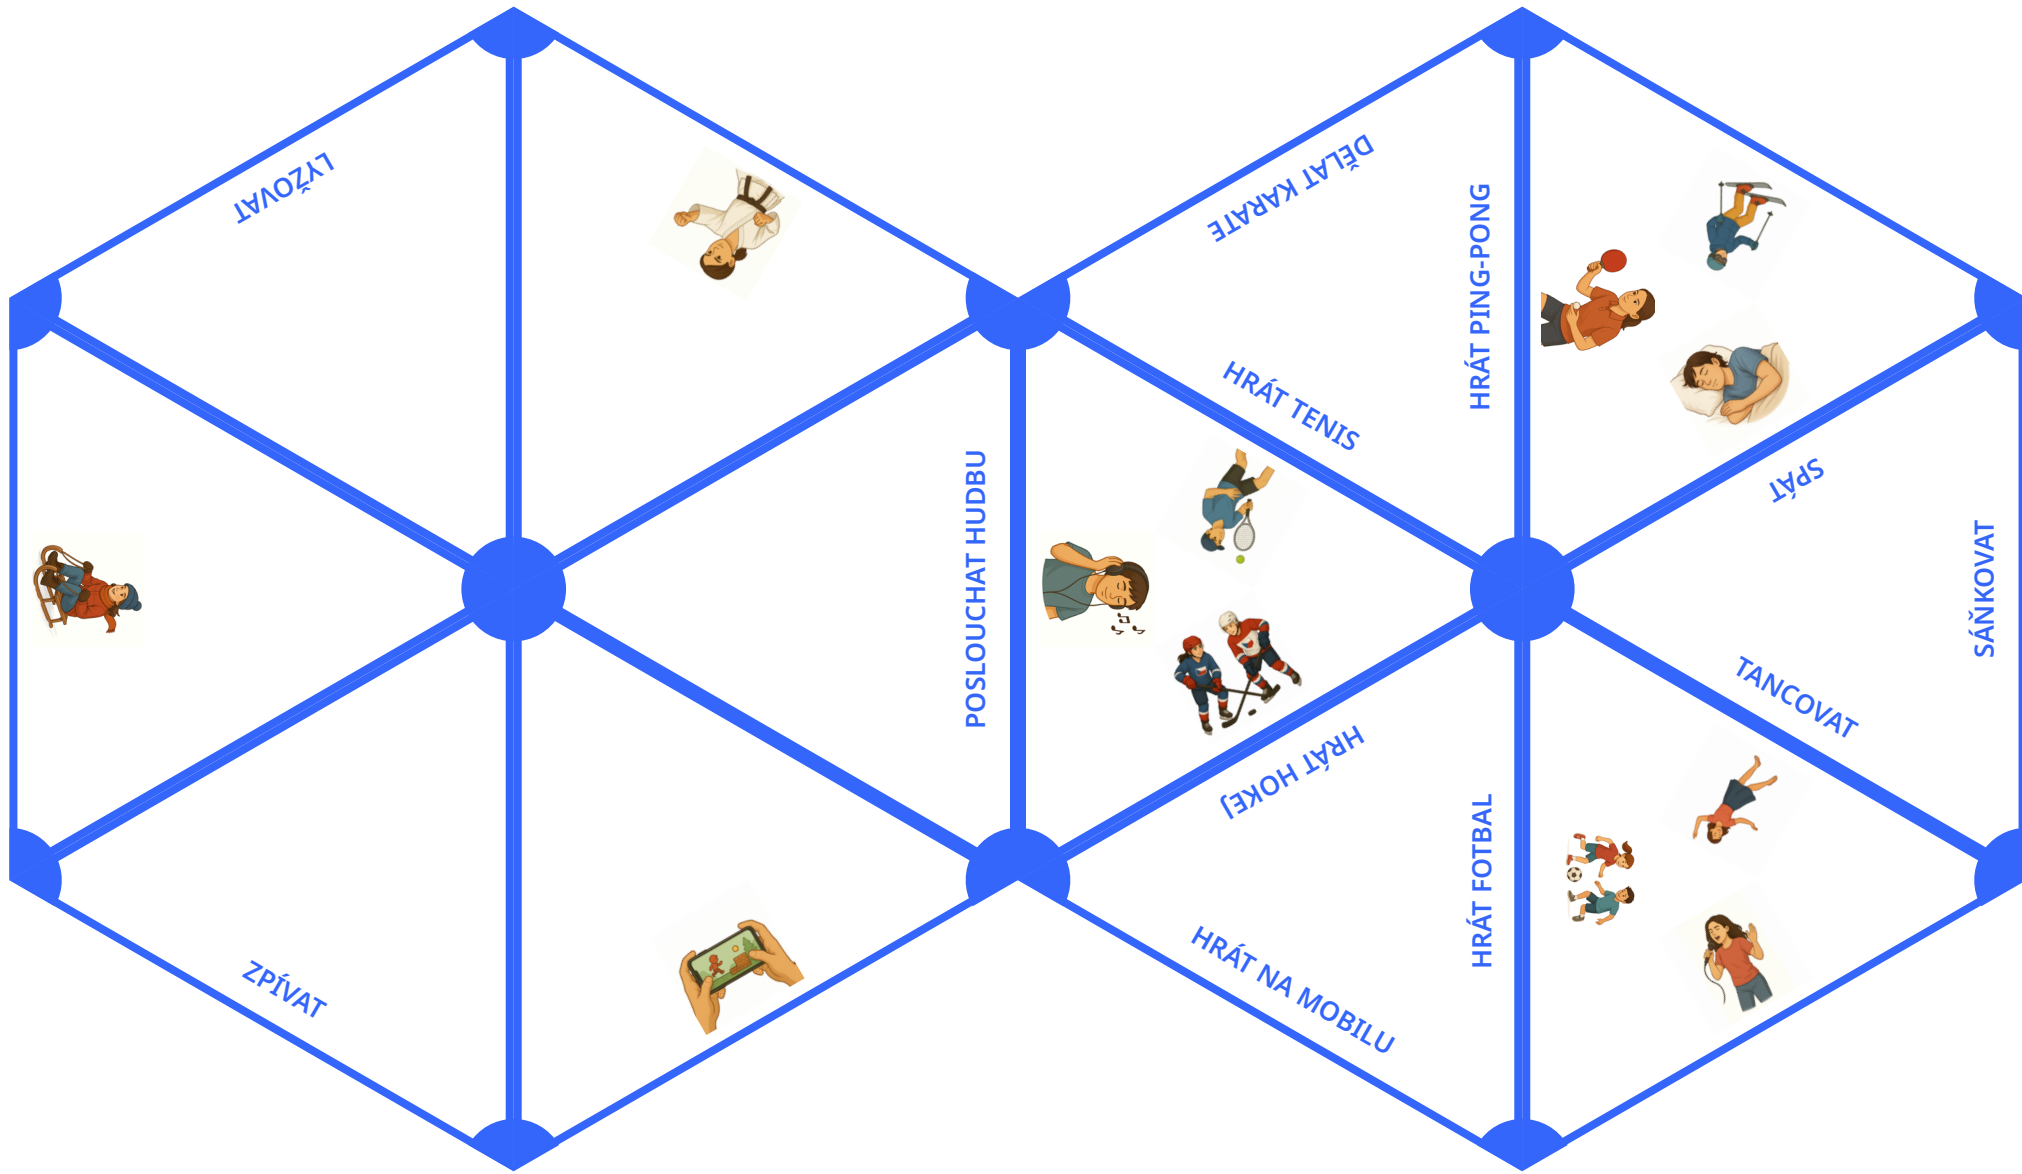 LYŽOVAT
DĚLAT KARATE
HRÁT PING-PONG
HRÁT TENIS
POSLOUCHAT HUDBU
SPÁT
SÁŇKOVAT
TANCOVAT
HRÁT HOKEJ
HRÁT FOTBAL
HRÁT NA MOBILU
ZPÍVAT